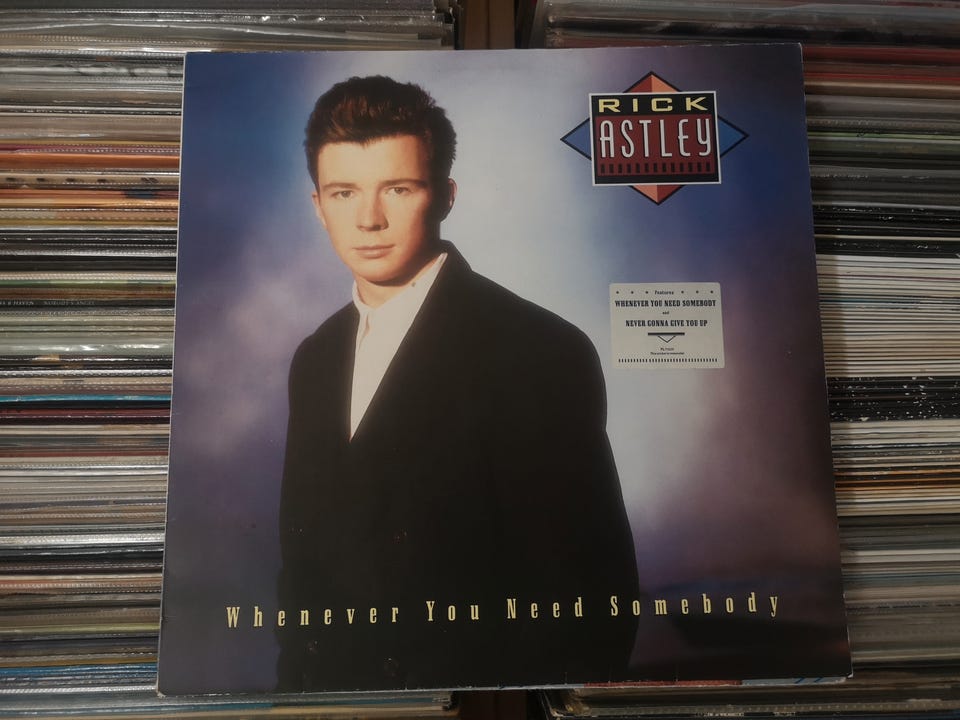 RICK
ASTLEY
Features
WHENEVER YOU NEED SOMEBODY
and
NEVER GONNA GIVE YOU UP
Whenever You Need Somebody